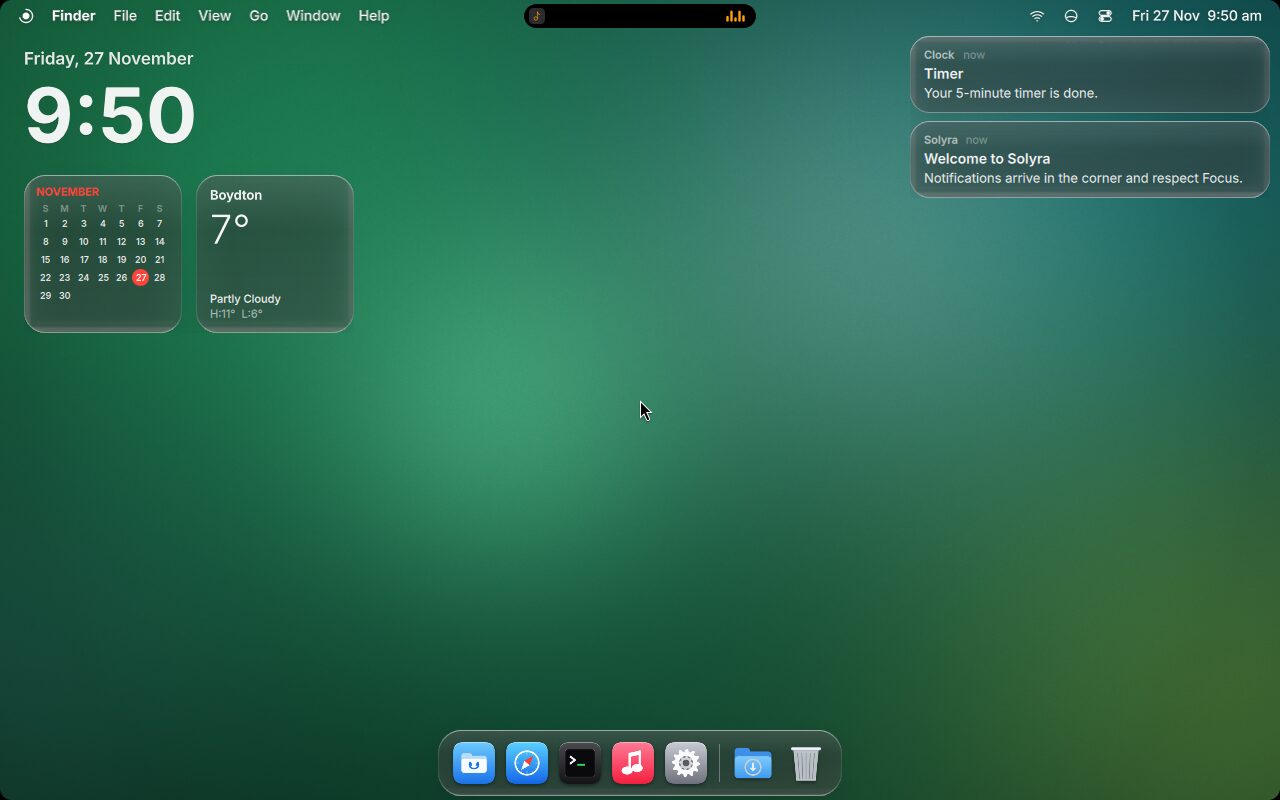 Finder File Edit View Go Window Help
Fri 27 Nov 9:50 am
Friday, 27 November
9:50
NOVEMBER
S M T W T F S
1 2 3 4 5 6 7
8 9 10 11 12 13 14
15 16 17 18 19 20 21
22 23 24 25 26 27 28
29 30
Boydton
7°
Partly Cloudy
H:11° L:6°
Clock now
Timer
Your 5-minute timer is done.
Solyra now
Welcome to Solyra
Notifications arrive in the corner and respect Focus.